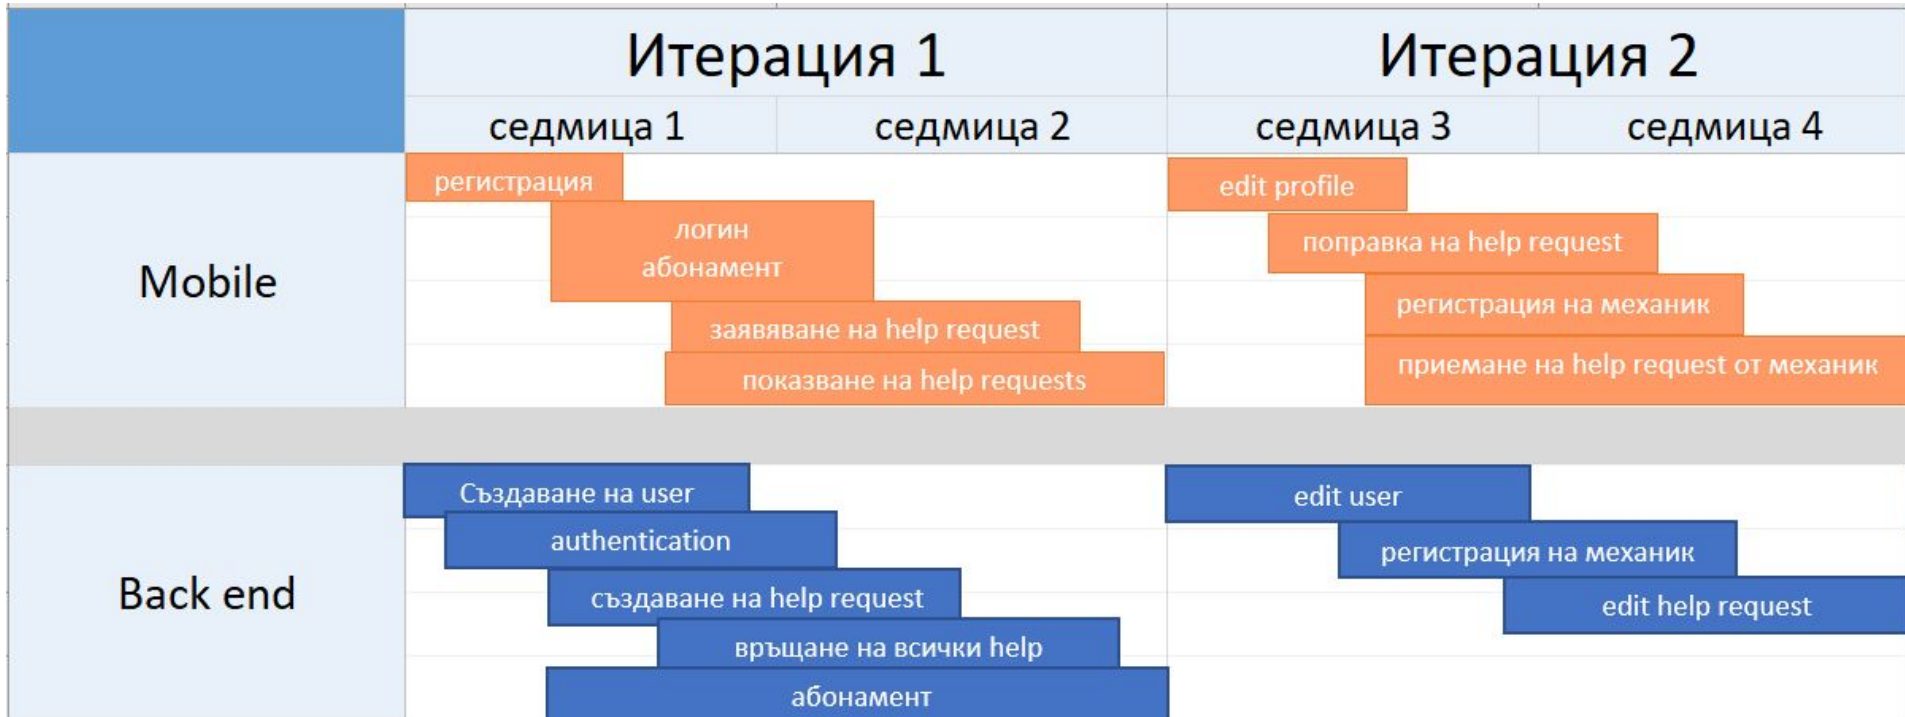 Итерация 1
Итерация 2
седмица 1
седмица 2
седмица 3
седмица 4
Mobile
регистрация
логин
абонамент
заявяване на help request
показване на help requests
edit profile
поправка на help request
регистрация на механик
приемане на help request от механик
Back end
Създаване на user
authentication
създаване на help request
връщане на всички help
абонамент
edit user
регистрация на механик
edit help request